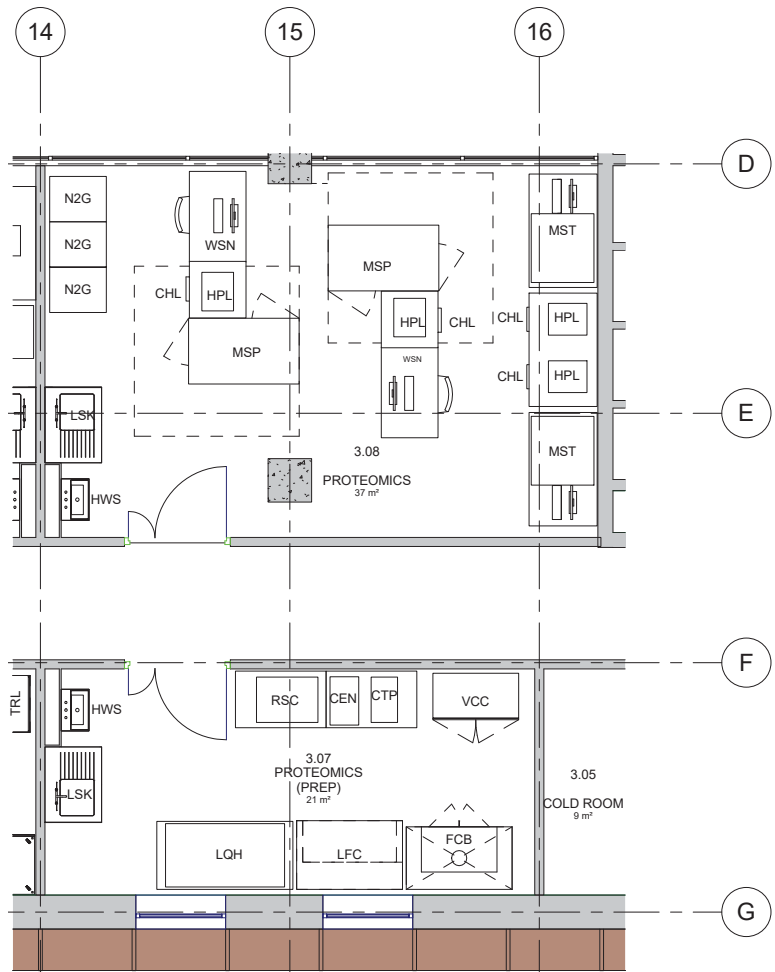 14
15
16
D
N2G
N2G
N2G
WSN
CHL
HPL
MSP
MSP
HPL
CHL
WSN
MST
CHL
HPL
CHL
HPL
MST
E
LSK
HWS
3.08
PROTEOMICS
37 m²
F
TRL
HWS
LSK
RSC
CEN
CTP
VCC
3.07
PROTEOMICS
(PREP)
21 m²
3.05
COLD ROOM
9 m²
LQH
LFC
FCB
G